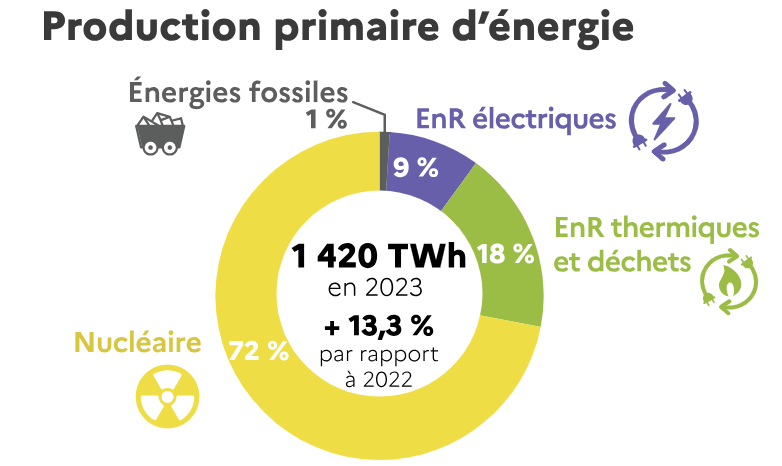 Production primaire d’énergie
Énergies fossiles
1 %
EnR électriques
9 %
EnR thermiques
et déchets
18 %
1 420 TWh
en 2023
+ 13,3 %
par rapport
à 2022
Nucléaire
72 %